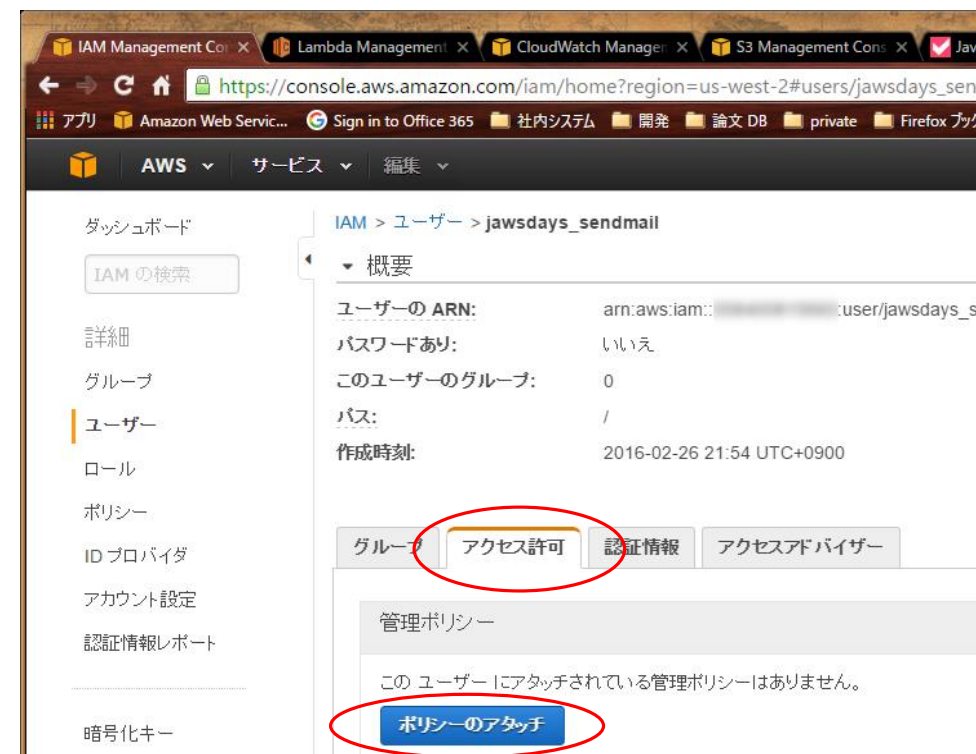 IAM Management Co
Lambda Management
CloudWatch Manager
S3 Management Cons
Jav
https://console.aws.amazon.com/iam/home?region=us-west-2#users/jawsdays_sen
アプリ Amazon Web Servic... Sign in to Office 365 社内システム 開発 論文 DB private Firefox ブック
AWS サービス 編集
ダッシュボード
IAM の検索
詳細
グループ
ユーザー
ロール
ポリシー
ID プロバイダ
アカウント設定
認証情報レポート
暗号化キー
IAM > ユーザー > jawsdays_sendmail
概要
ユーザーの ARN: arn:aws:iam:: :user/jawsdays_s
パスワードあり: いいえ
このユーザーのグループ: 0
パス: /
作成時刻: 2016-02-26 21:54 UTC+0900
グループ アクセス許可 認証情報 アクセスアドバイザー
管理ポリシー
この ユーザー にアタッチされている管理ポリシーはありません。
ポリシーのアタッチ